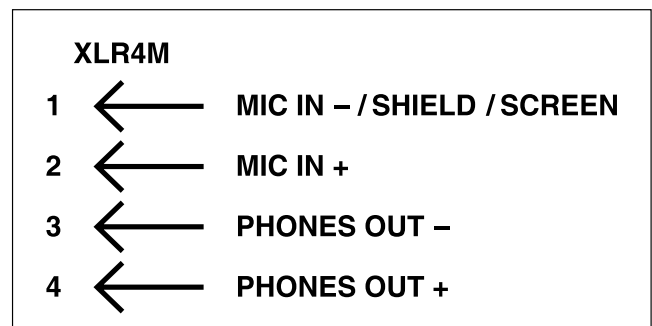 XLR4M
1 MIC IN – / SHIELD / SCREEN
2 MIC IN +
3 PHONES OUT –
4 PHONES OUT +